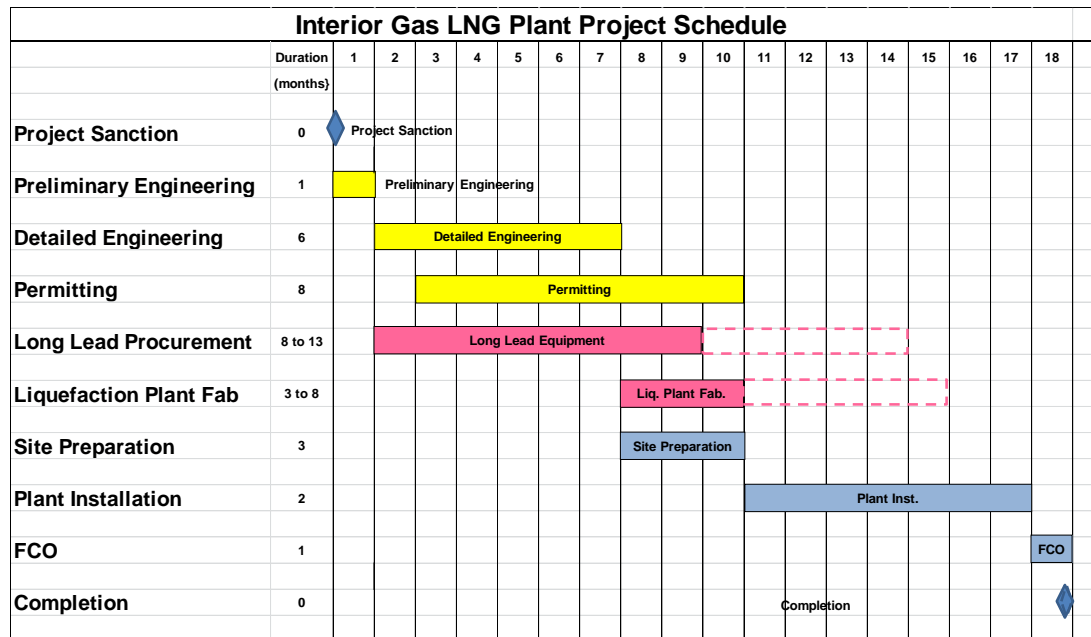 Interior Gas LNG Plant Project Schedule
Duration 1 2 3 4 5 6 7 8 9 10 11 12 13 14 15 16 17 18
(months}
Project Sanction 0 Project Sanction
Preliminary Engineering 1 Preliminary Engineering
Detailed Engineering 6 Detailed Engineering
Permitting 8 Permitting
Long Lead Procurement 8 to 13 Long Lead Equipment
Liquefaction Plant Fab 3 to 8 Liq. Plant Fab.
Site Preparation 3 Site Preparation
Plant Installation 2 Plant Inst.
FCO 1 FCO
Completion 0 Completion